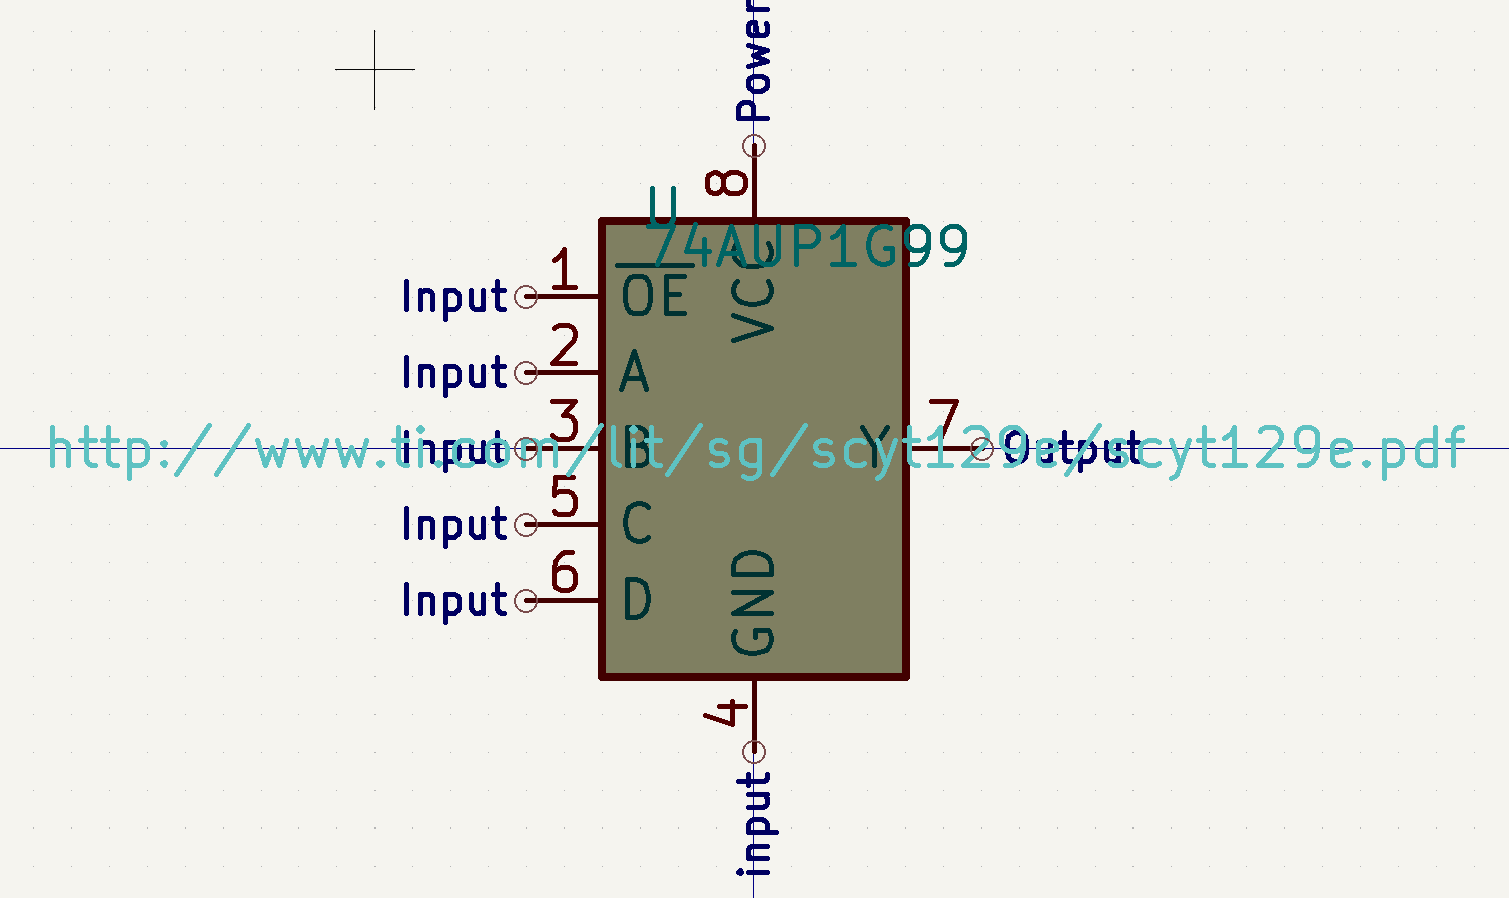 Power
8
U
74AUP1G99
VCC
Input 1 OE
Input 2 A
Input 3 B
Y 7 Output
http://www.ti.com/lit/sg/scyt129e/scyt129e.pdf
Input 5 C
Input 6 D
GND
4
input